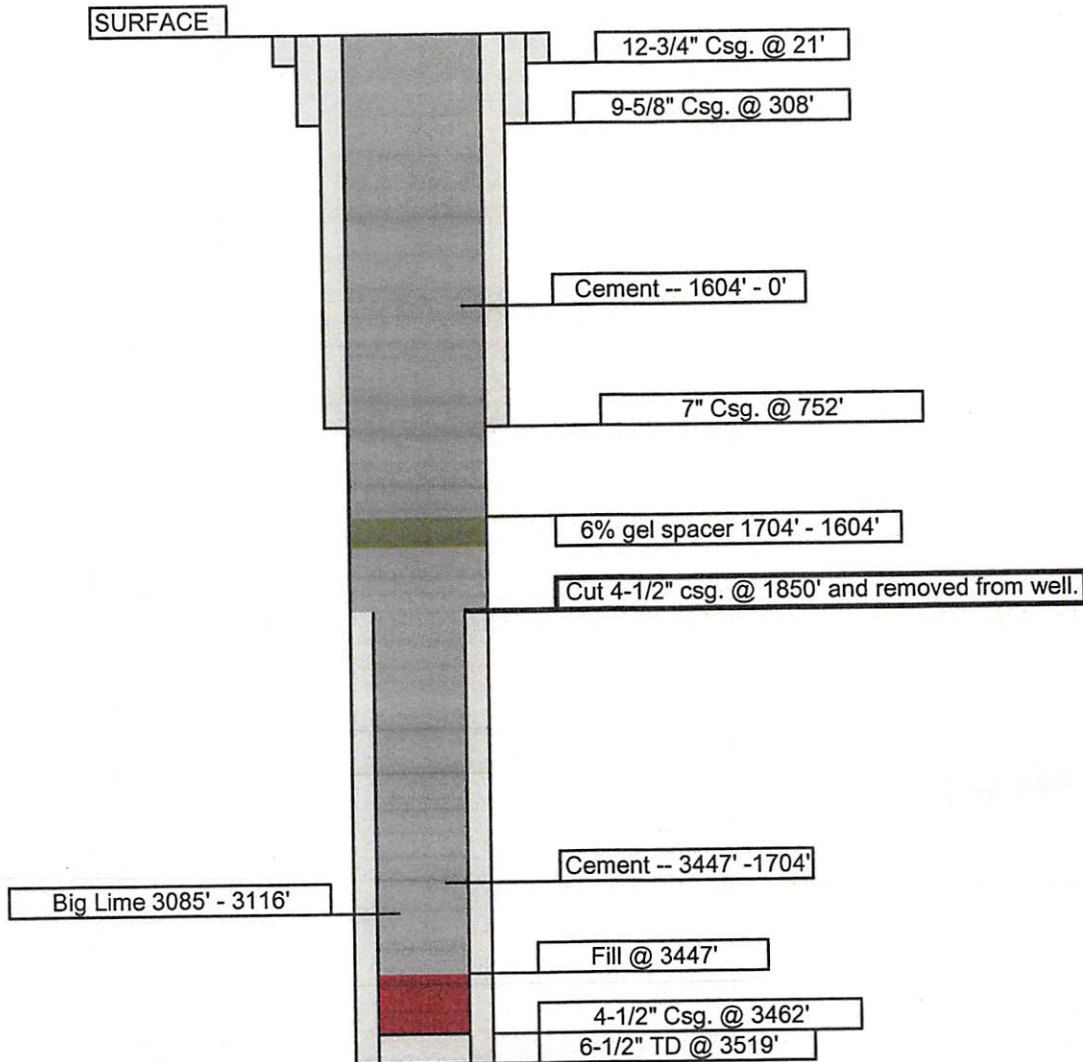 SURFACE
12-3/4" Csg. @ 21'
9-5/8" Csg. @ 308'
Cement -- 1604' - 0'
7" Csg. @ 752'
6% gel spacer 1704' - 1604'
Cut 4-1/2" csg. @ 1850' and removed from well.
Cement -- 3447' -1704'
Big Lime 3085' - 3116'
Fill @ 3447'
4-1/2" Csg. @ 3462'
6-1/2" TD @ 3519'